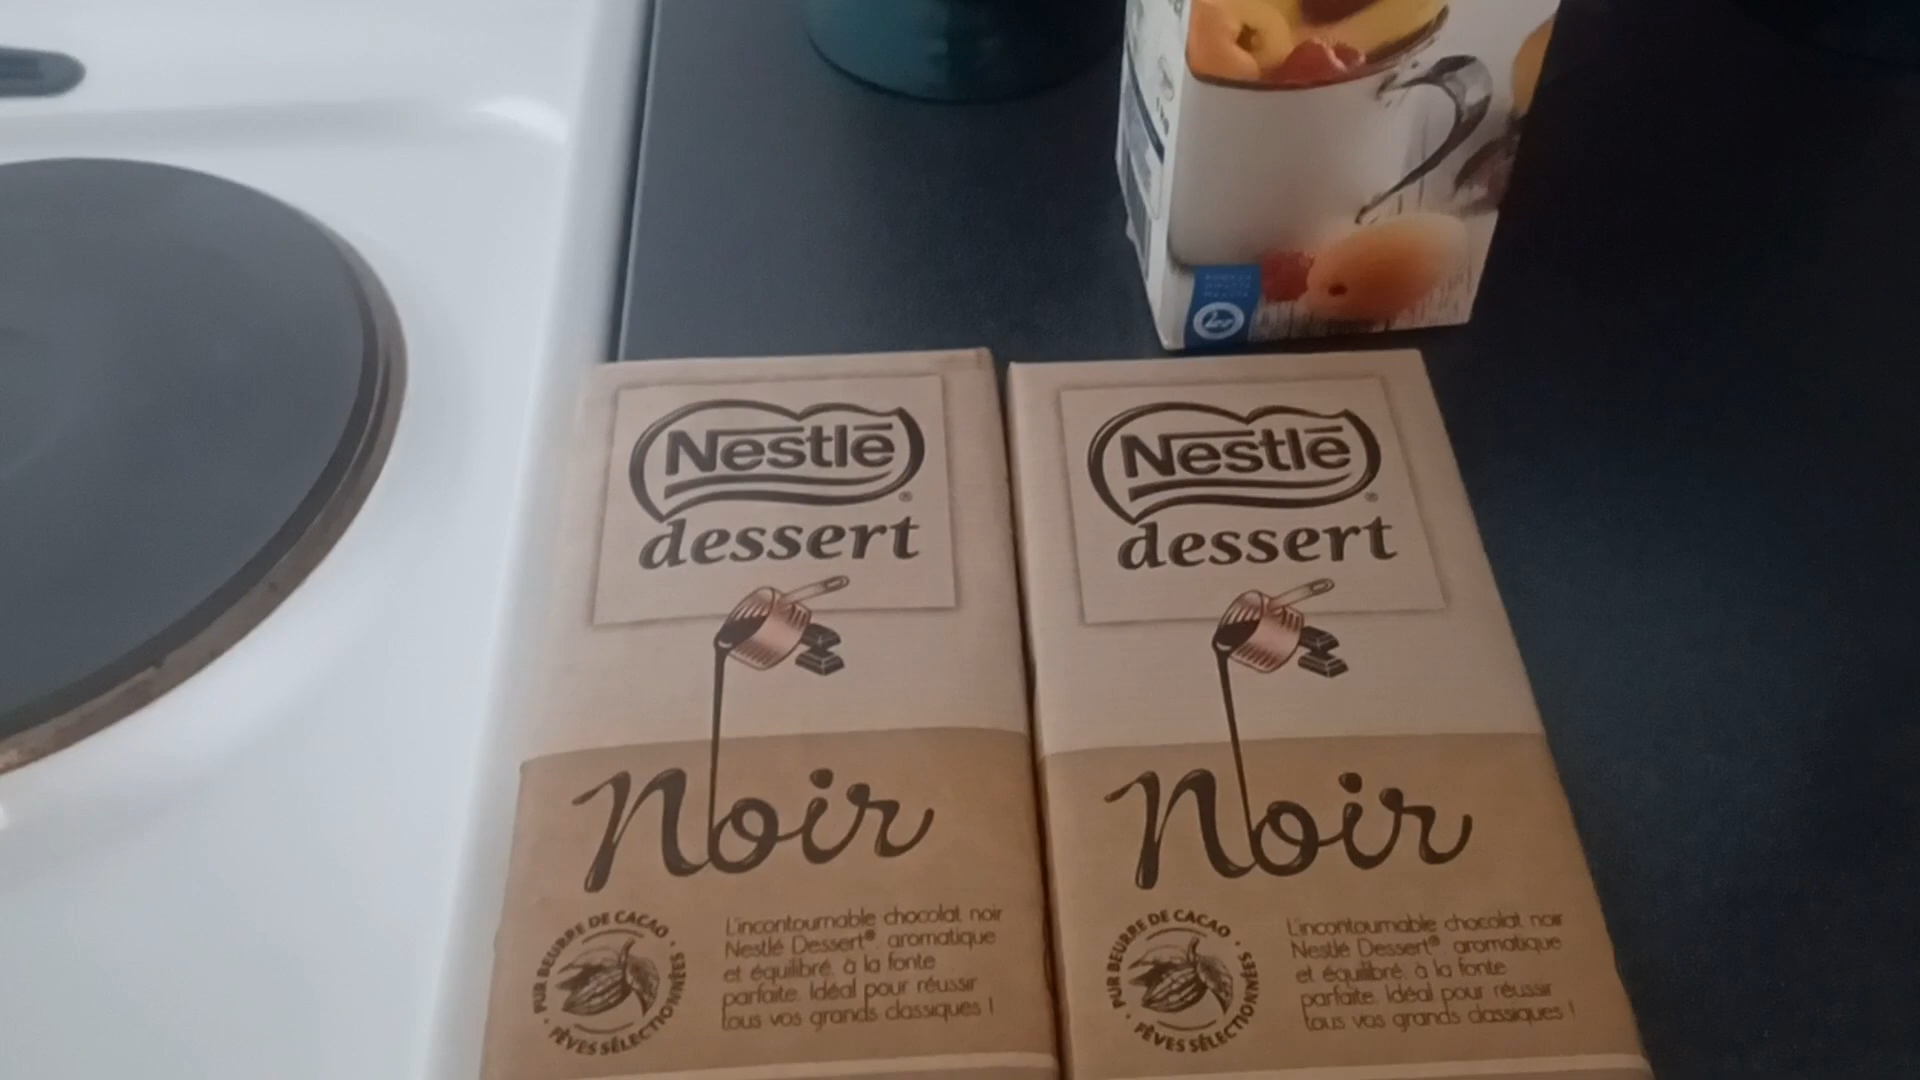 Nestlé
®
dessert
Noir
PUR BEURRE DE CACAO • FÈVES SÉLECTIONNÉES •
L'incontournable chocolat noir
Nestlé Dessert®, aromatique
et équilibré, à la fonte
parfaite. Idéal pour réussir
tous vos grands classiques !
Nestlé
®
dessert
Noir
PUR BEURRE DE CACAO • FÈVES SÉLECTIONNÉES •
L'incontournable chocolat noir
Nestlé Dessert®, aromatique
et équilibré, à la fonte
parfaite. Idéal pour réussir
tous vos grands classiques !